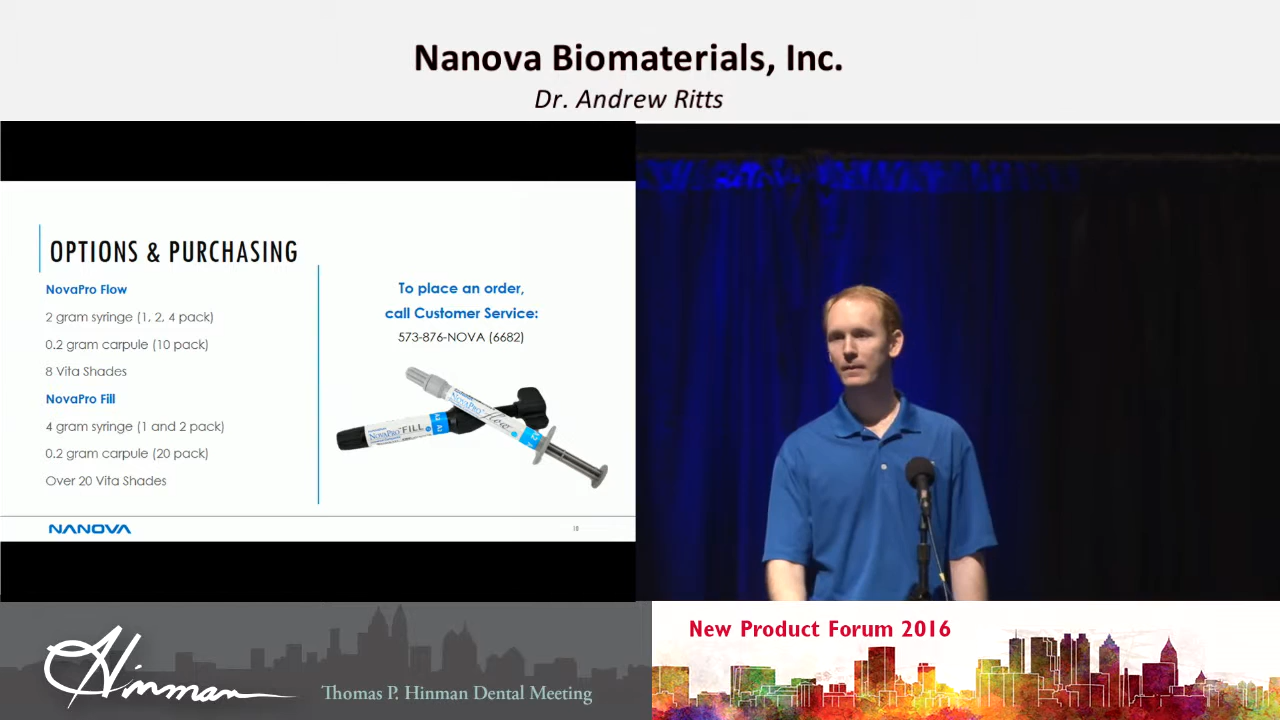 Nanova Biomaterials, Inc.
Dr. Andrew Ritts
OPTIONS & PURCHASING
NovaPro Flow
2 gram syringe (1, 2, 4 pack)
0.2 gram carpule (10 pack)
8 Vita Shades
NovaPro Fill
4 gram syringe (1 and 2 pack)
0.2 gram carpule (20 pack)
Over 20 Vita Shades
To place an order,
call Customer Service:
573-876-NOVA (6682)
NOVAPRO Flow
NOVAPRO FILL
NANOVA
10
Hinman
Thomas P. Hinman Dental Meeting
New Product Forum 2016